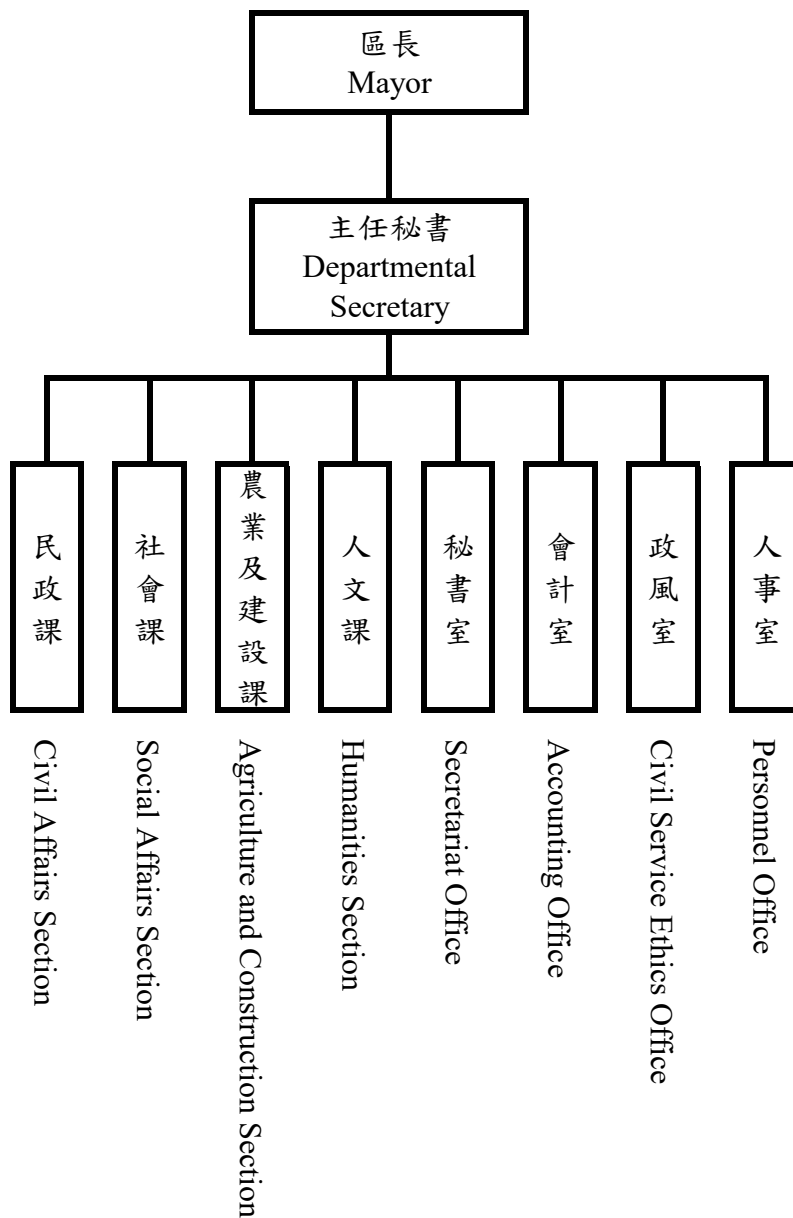 區長
Mayor
主任秘書
Departmental
Secretary
民政課
社會課
農業及建設課
人文課
秘書室
會計室
政風室
人事室
Civil Affairs Section
Social Affairs Section
Agriculture and Construction Section
Humanities Section
Secretariat Office
Accounting Office
Civil Service Ethics Office
Personnel Office